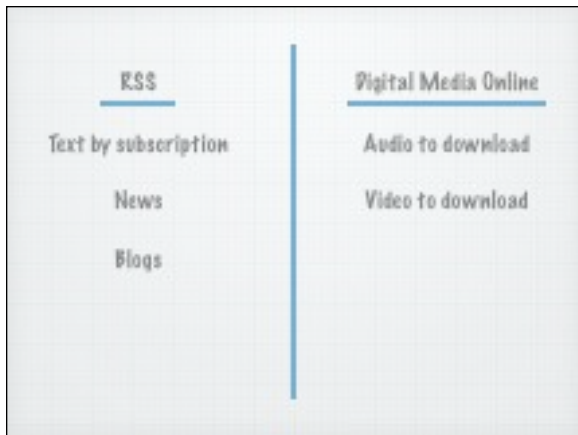 RSS
Text by subscription
News
Blogs
Digital Media Online
Audio to download
Video to download